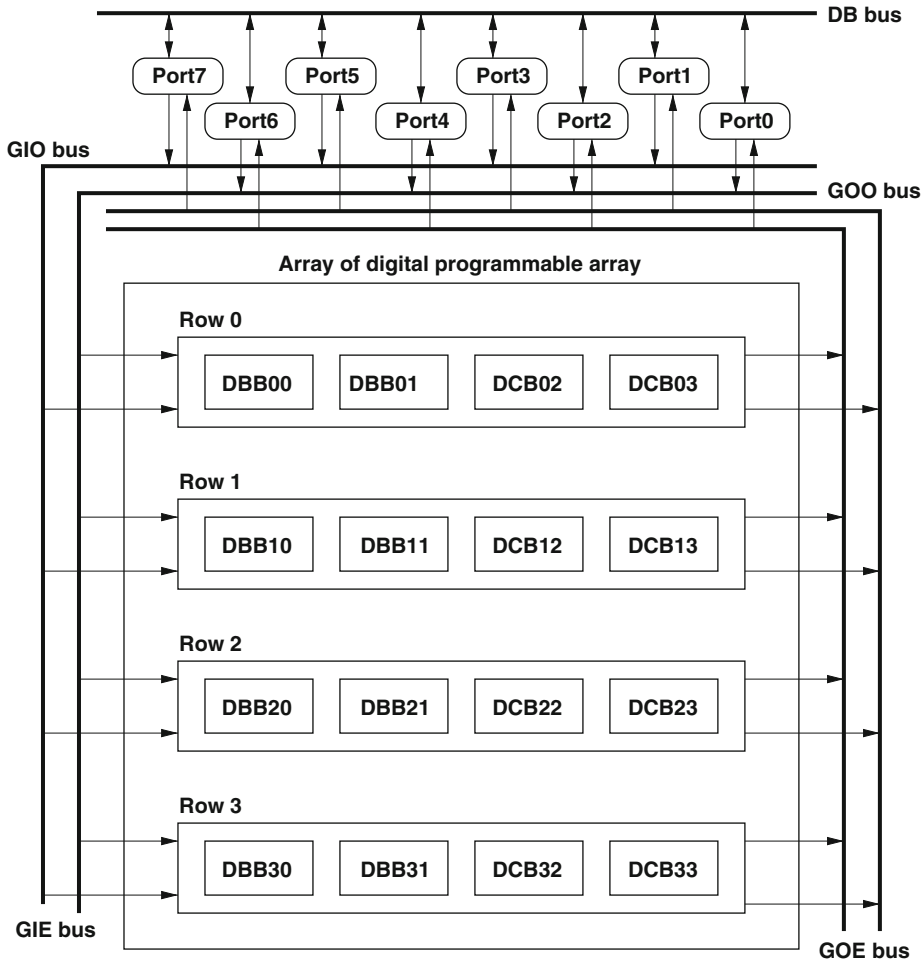 DB bus
Port7
Port5
Port3
Port1
Port6
Port4
Port2
Port0
GIO bus
GOO bus
Array of digital programmable array
Row 0
DBB00
DBB01
DCB02
DCB03
Row 1
DBB10
DBB11
DCB12
DCB13
Row 2
DBB20
DBB21
DCB22
DCB23
Row 3
DBB30
DBB31
DCB32
DCB33
GIE bus
GOE bus